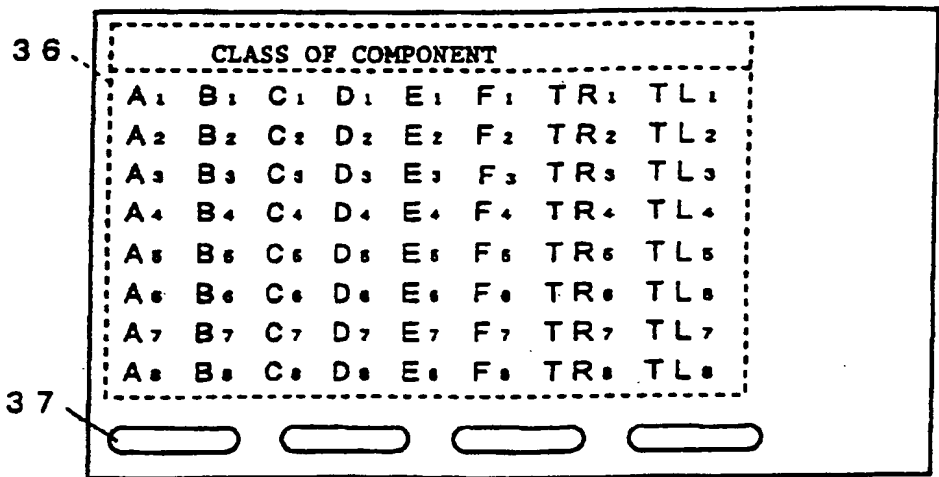 36
CLASS OF COMPONENT
A₁ B₁ C₁ D₁ E₁ F₁ TR₁ TL₁
A₂ B₂ C₂ D₂ E₂ F₂ TR₂ TL₂
A₃ B₃ C₃ D₃ E₃ F₃ TR₃ TL₃
A₄ B₄ C₄ D₄ E₄ F₄ TR₄ TL₄
A₅ B₅ C₅ D₅ E₅ F₅ TR₅ TL₅
A₆ B₆ C₆ D₆ E₆ F₆ TR₆ TL₆
A₇ B₇ C₇ D₇ E₇ F₇ TR₇ TL₇
A₈ B₈ C₈ D₈ E₈ F₈ TR₈ TL₈
37